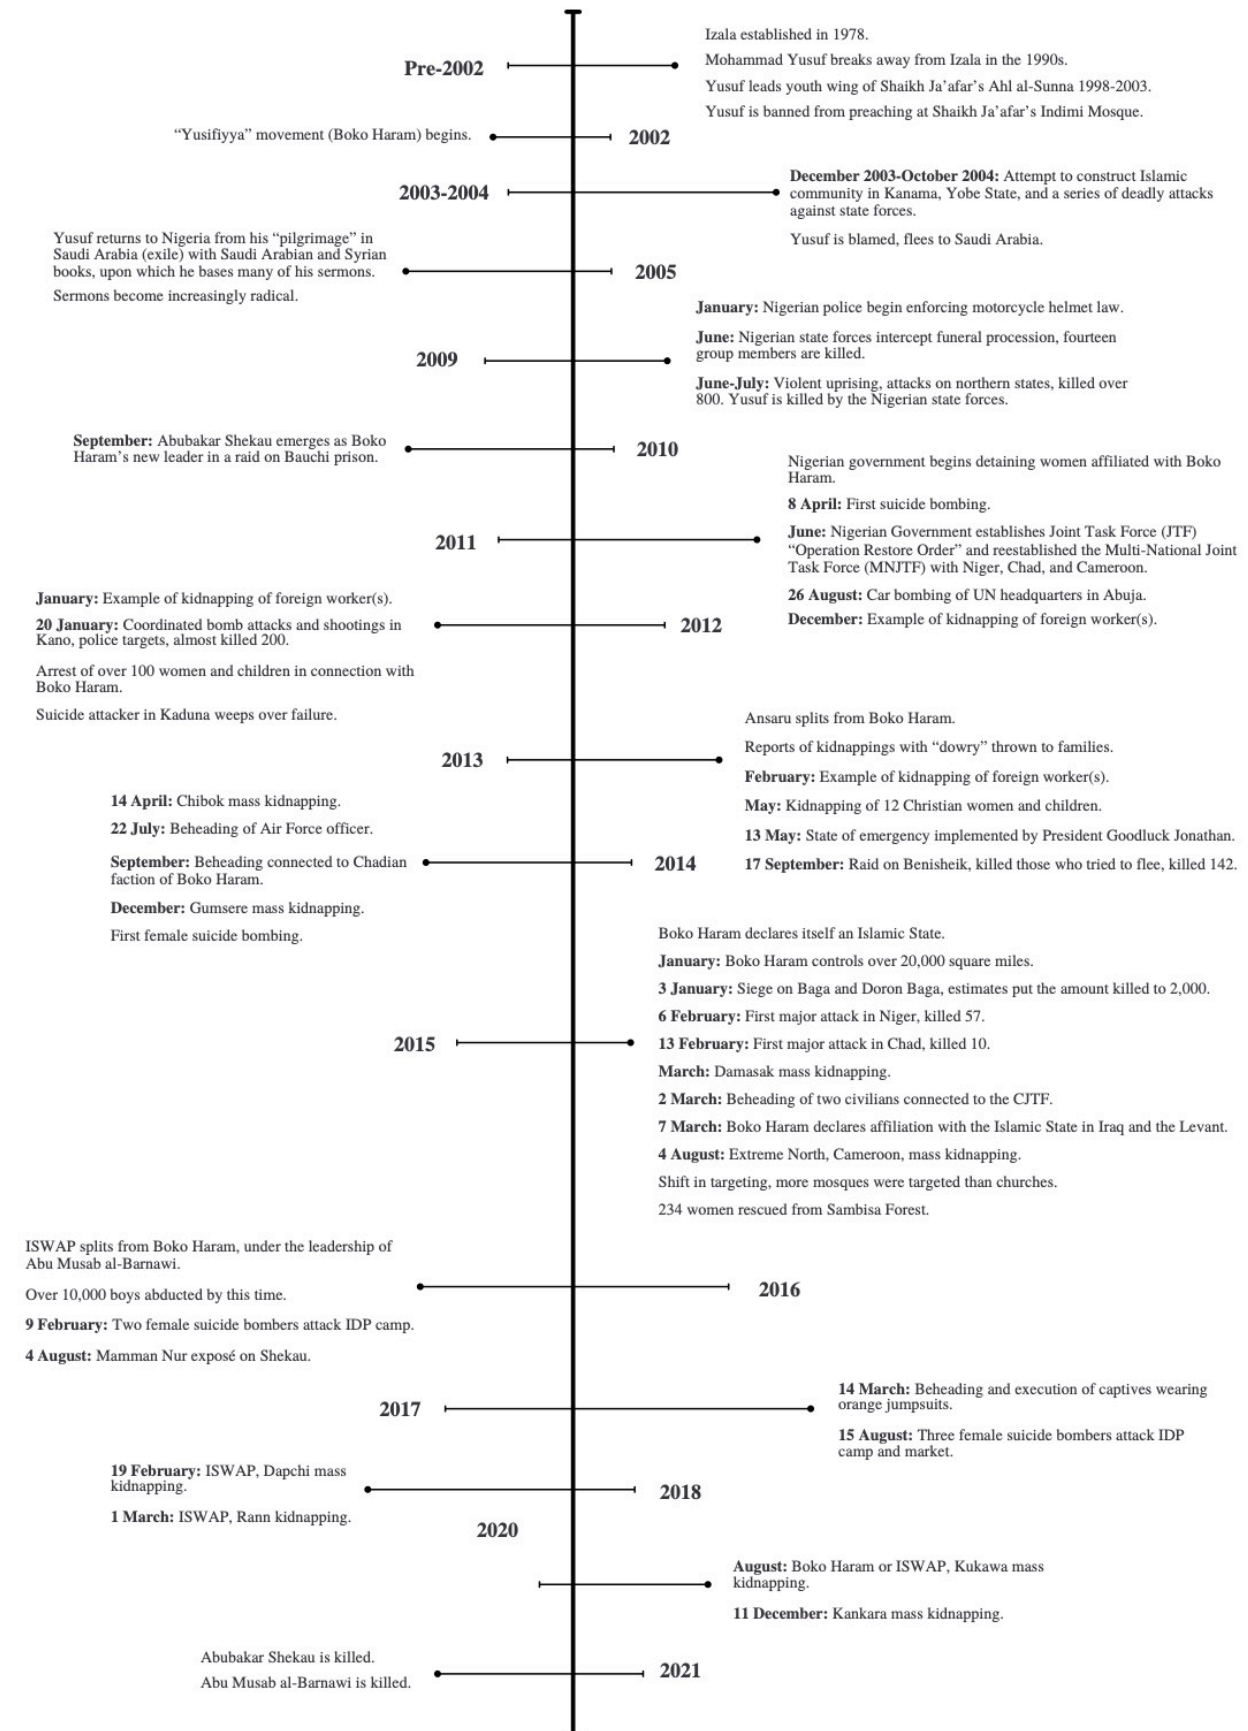 Pre-2002
Izala established in 1978.
Mohammad Yusuf breaks away from Izala in the 1990s.
Yusuf leads youth wing of Shaikh Ja’afar’s Ahl al-Sunna 1998-2003.
Yusuf is banned from preaching at Shaikh Ja’afar’s Indimi Mosque.
“Yusifiyya” movement (Boko Haram) begins.
2002
2003-2004
December 2003-October 2004: Attempt to construct Islamic
community in Kanama, Yobe State, and a series of deadly attacks
against state forces.
Yusuf is blamed, flees to Saudi Arabia.
Yusuf returns to Nigeria from his “pilgrimage” in
Saudi Arabia (exile) with Saudi Arabian and Syrian
books, upon which he bases many of his sermons.
Sermons become increasingly radical.
2005
2009
January: Nigerian police begin enforcing motorcycle helmet law.
June: Nigerian state forces intercept funeral procession, fourteen
group members are killed.
June-July: Violent uprising, attacks on northern states, killed over
800. Yusuf is killed by the Nigerian state forces.
September: Abubakar Shekau emerges as Boko
Haram’s new leader in a raid on Bauchi prison.
2010
2011
Nigerian government begins detaining women affiliated with Boko
Haram.
8 April: First suicide bombing.
June: Nigerian Government establishes Joint Task Force (JTF)
“Operation Restore Order” and reestablished the Multi-National Joint
Task Force (MNJTF) with Niger, Chad, and Cameroon.
26 August: Car bombing of UN headquarters in Abuja.
December: Example of kidnapping of foreign worker(s).
January: Example of kidnapping of foreign worker(s).
20 January: Coordinated bomb attacks and shootings in
Kano, police targets, almost killed 200.
Arrest of over 100 women and children in connection with
Boko Haram.
Suicide attacker in Kaduna weeps over failure.
2012
2013
Ansaru splits from Boko Haram.
Reports of kidnappings with “dowry” thrown to families.
February: Example of kidnapping of foreign worker(s).
May: Kidnapping of 12 Christian women and children.
13 May: State of emergency implemented by President Goodluck Jonathan.
17 September: Raid on Benisheik, killed those who tried to flee, killed 142.
14 April: Chibok mass kidnapping.
22 July: Beheading of Air Force officer.
September: Beheading connected to Chadian
faction of Boko Haram.
December: Gumsere mass kidnapping.
First female suicide bombing.
2014
2015
Boko Haram declares itself an Islamic State.
January: Boko Haram controls over 20,000 square miles.
3 January: Siege on Baga and Doron Baga, estimates put the amount killed to 2,000.
6 February: First major attack in Niger, killed 57.
13 February: First major attack in Chad, killed 10.
March: Damasak mass kidnapping.
2 March: Beheading of two civilians connected to the CJTF.
7 March: Boko Haram declares affiliation with the Islamic State in Iraq and the Levant.
4 August: Extreme North, Cameroon, mass kidnapping.
Shift in targeting, more mosques were targeted than churches.
234 women rescued from Sambisa Forest.
ISWAP splits from Boko Haram, under the leadership of
Abu Musab al-Barnawi.
Over 10,000 boys abducted by this time.
9 February: Two female suicide bombers attack IDP camp.
4 August: Mamman Nur exposé on Shekau.
2016
2017
14 March: Beheading and execution of captives wearing
orange jumpsuits.
15 August: Three female suicide bombers attack IDP
camp and market.
19 February: ISWAP, Dapchi mass
kidnapping.
1 March: ISWAP, Rann kidnapping.
2018
2020
August: Boko Haram or ISWAP, Kukawa mass
kidnapping.
11 December: Kankara mass kidnapping.
Abubakar Shekau is killed.
Abu Musab al-Barnawi is killed.
2021